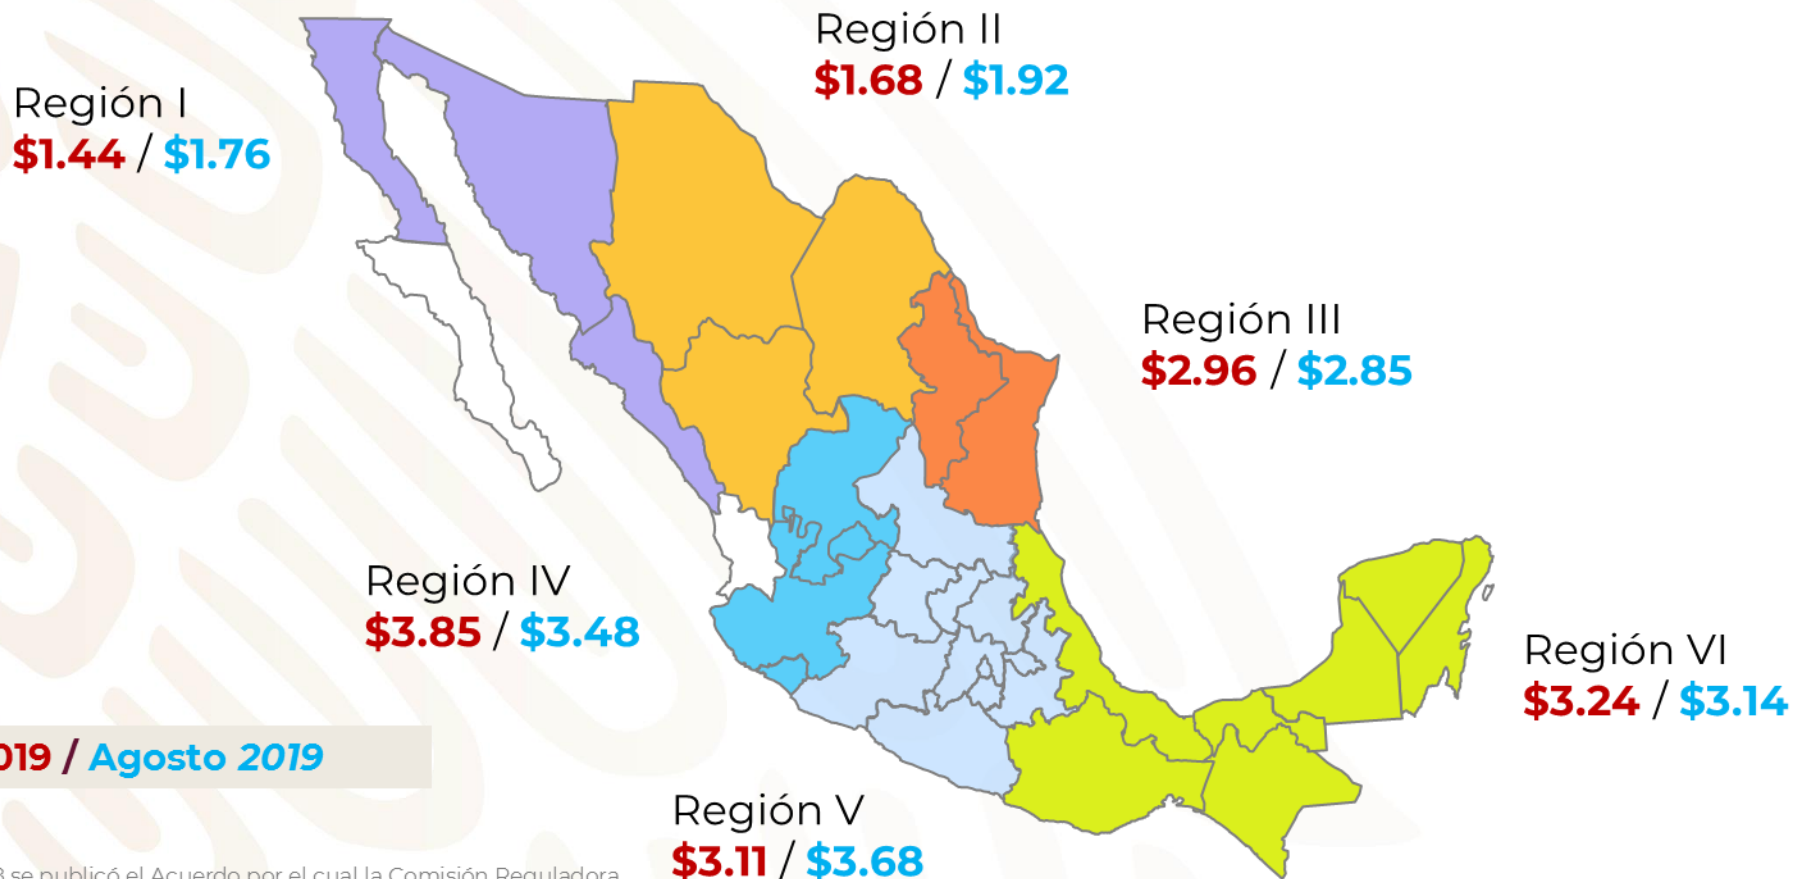 Región II
$1.68 / $1.92
Región I
$1.44 / $1.76
Región III
$2.96 / $2.85
Región IV
$3.85 / $3.48
Región VI
$3.24 / $3.14
019 / Agosto 2019
Región V
$3.11 / $3.68
se publicó el Acuerdo por el cual la Comisión Reguladora